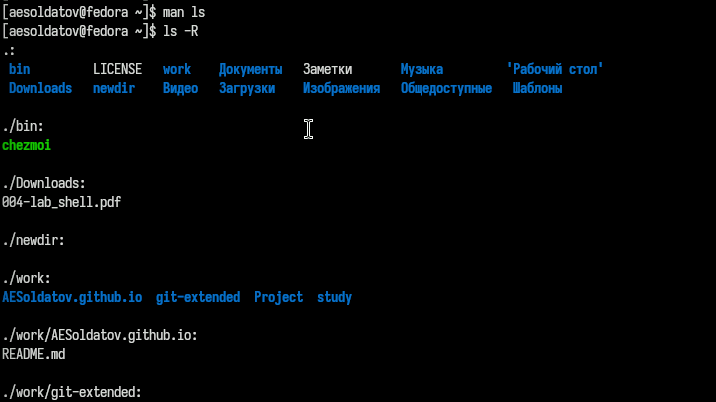 [aesoldatov@fedora ~]$ man ls
[aesoldatov@fedora ~]$ ls -R
.:
bin LICENSE work Документы Заметки Музыка 'Рабочий стол'
Downloads newdir Видео Загрузки Изображения Общедоступные Шаблоны
./bin:
chezmoi
./Downloads:
004-lab_shell.pdf
./newdir:
./work:
AESoldatov.github.io git-extended Project study
./work/AESoldatov.github.io:
README.md
./work/git-extended: